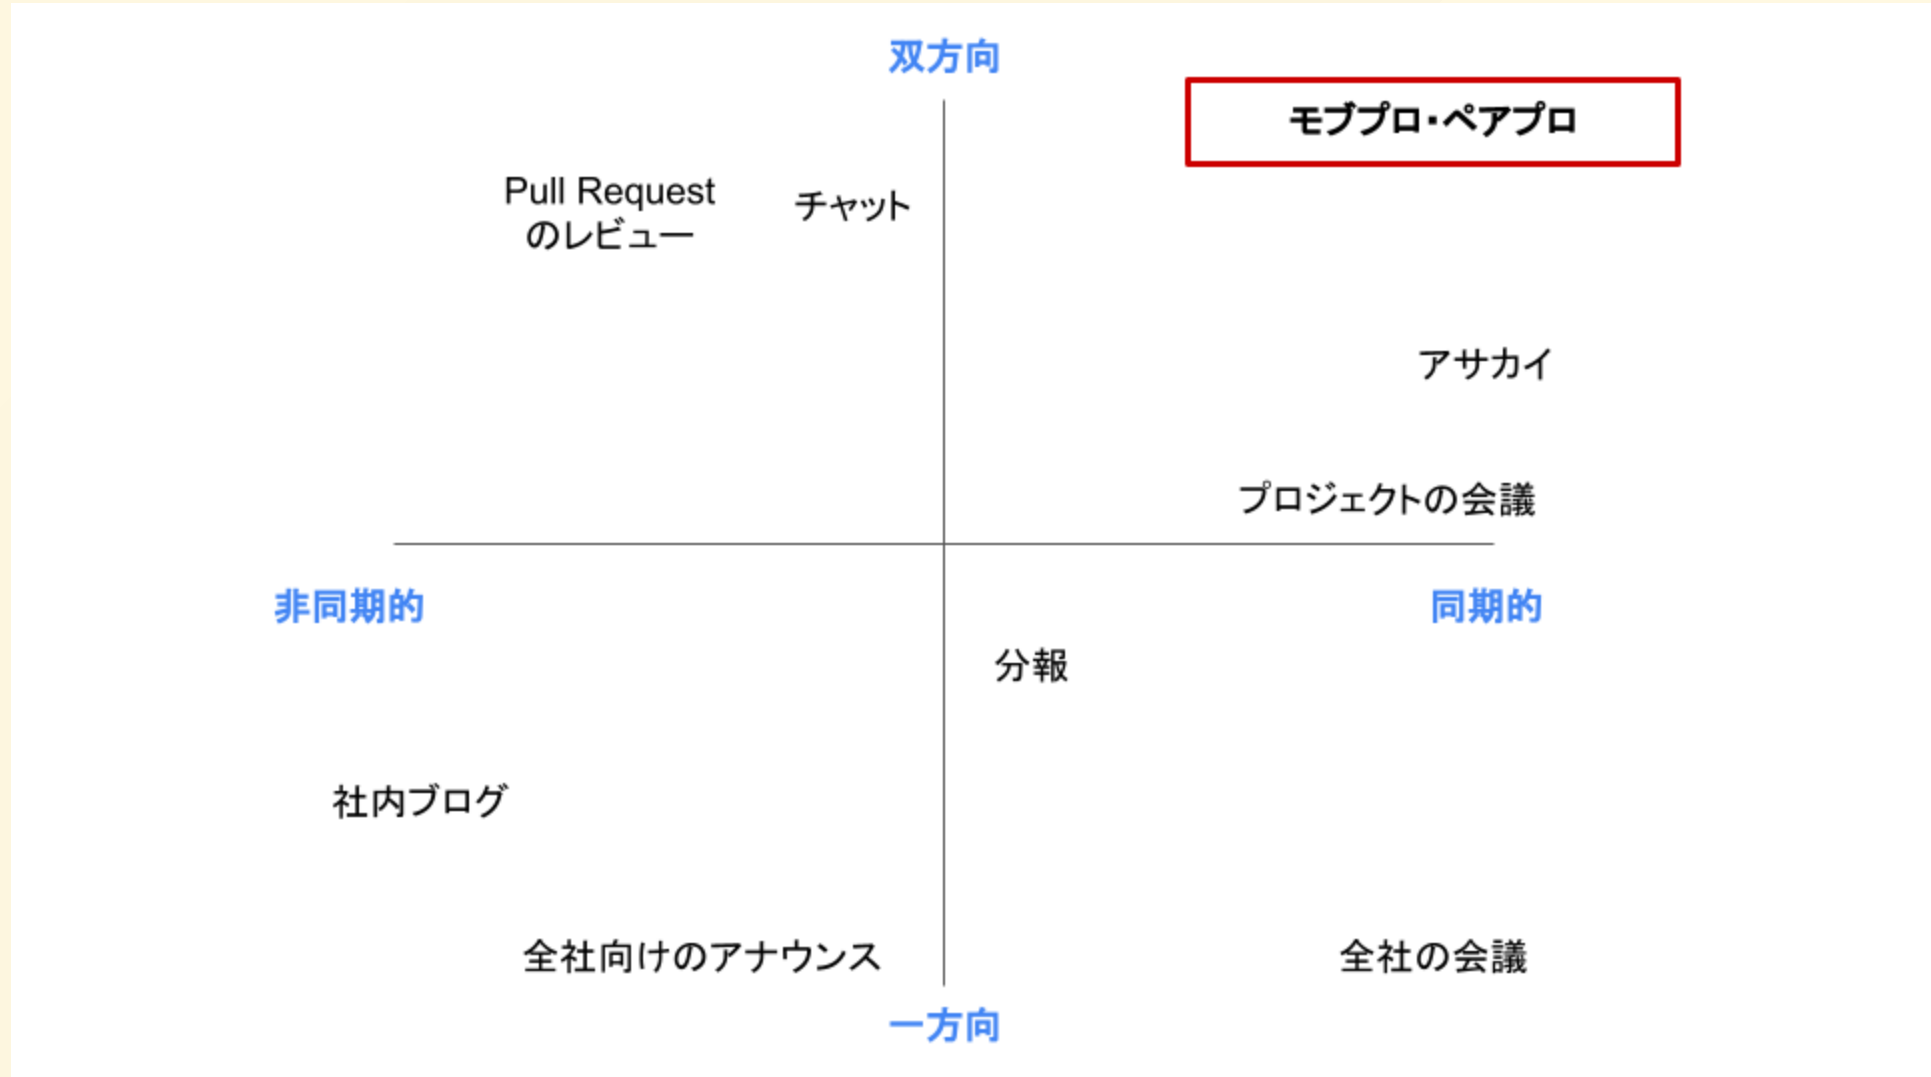 双方向
モブプロ・ペアプロ
Pull Request
のレビュー
チャット
アサカイ
プロジェクトの会議
非同期的
同期的
分報
社内ブログ
全社向けのアナウンス
全社の会議
一方向